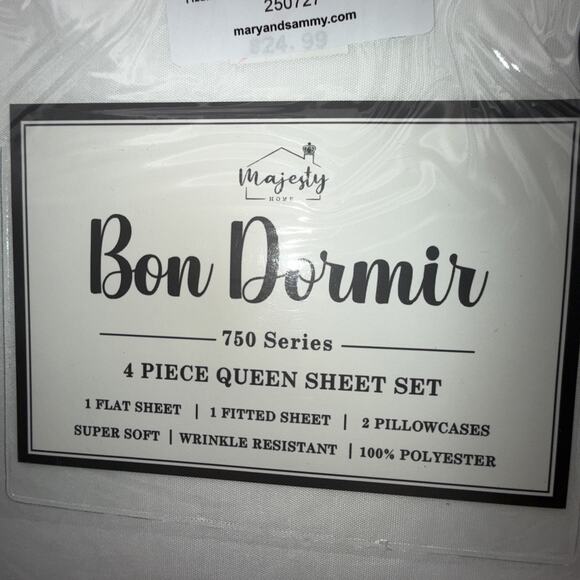 250727
maryandsammy.com
$24.99
Majesty
HOME
Bon Dormir
750 Series
4 PIECE QUEEN SHEET SET
1 FLAT SHEET | 1 FITTED SHEET | 2 PILLOWCASES
SUPER SOFT | WRINKLE RESISTANT | 100% POLYESTER